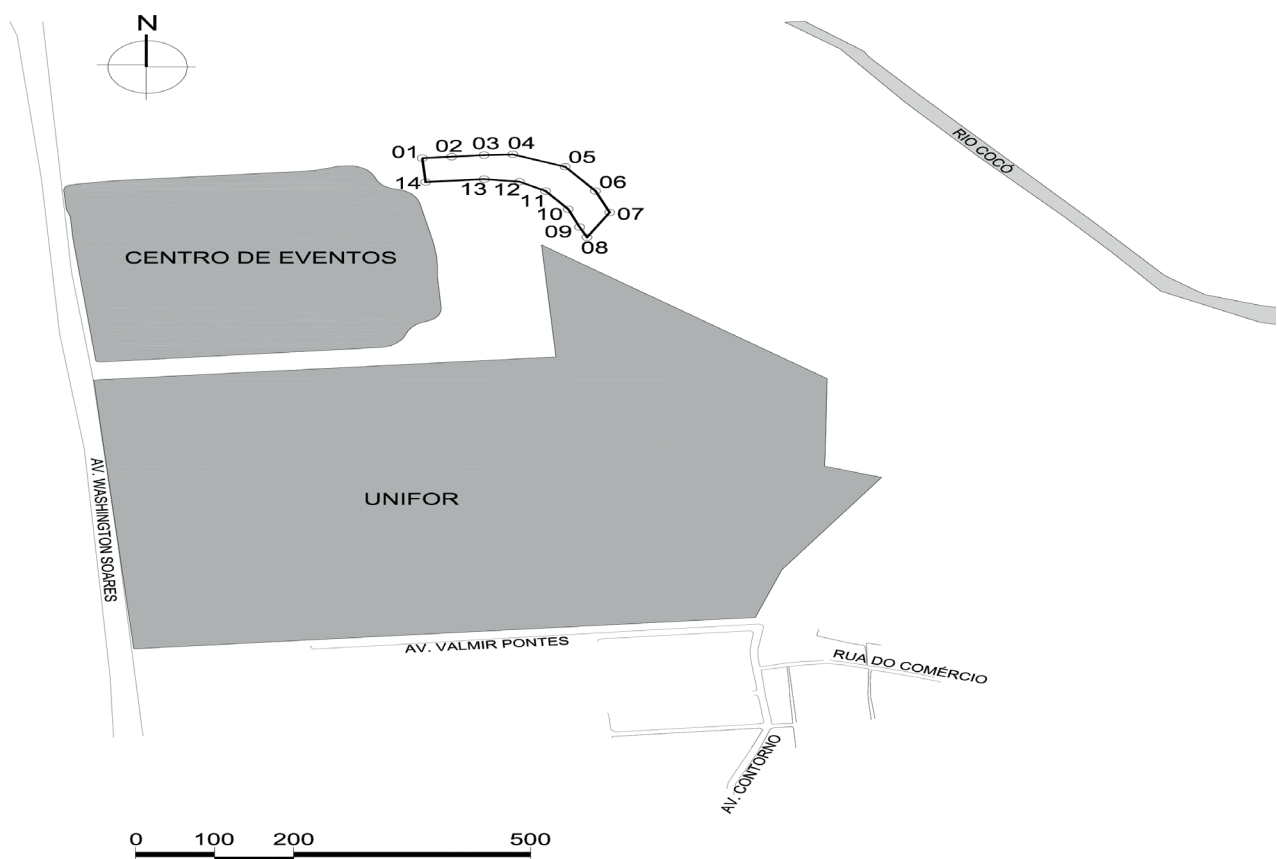 N
RIO COCÓ
01
02
03
04
05
06
07
08
09
10
11
12
13
14
CENTRO DE EVENTOS
UNIFOR
AV. WASHINGTON SOARES
AV. VALMIR PONTES
RUA DO COMÉRCIO
AV. CONTORNO
0 100 200 500